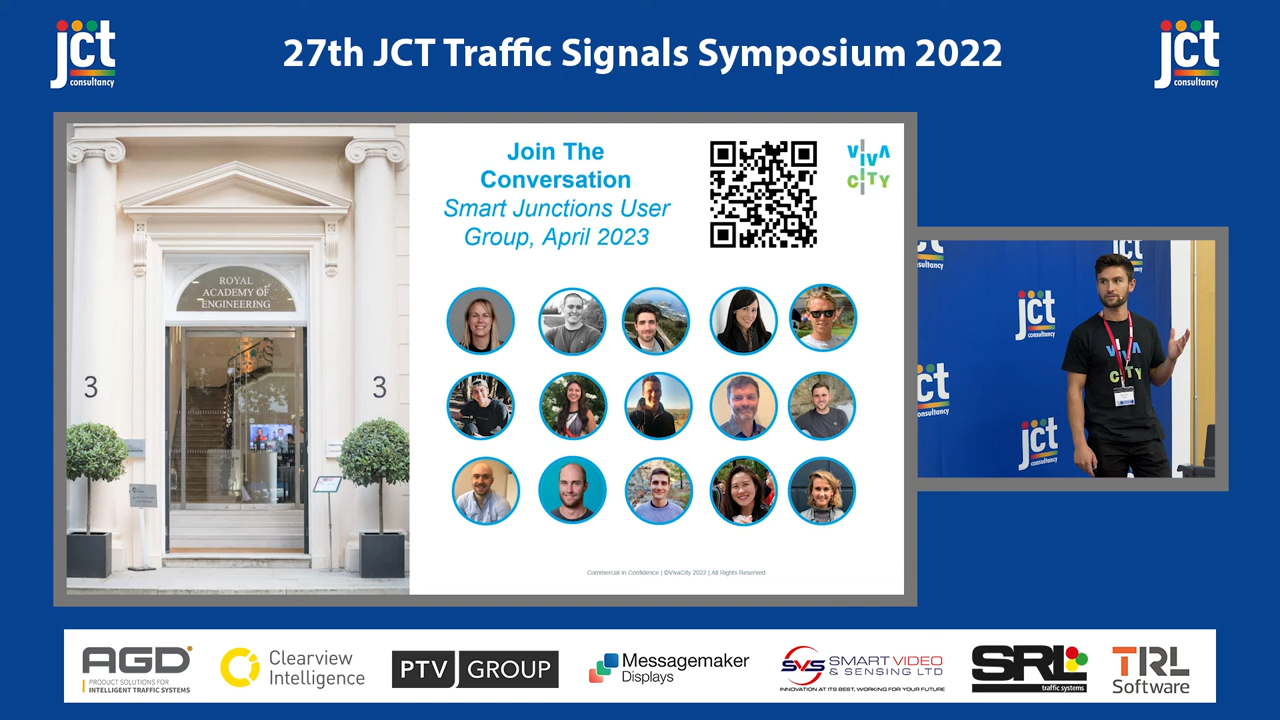 jct
consultancy
27th JCT Traffic Signals Symposium 2022
jct
consultancy
Join The
Conversation
Smart Junctions User
Group, April 2023
VIVA
CITY
ROYAL
ACADEMY OF
ENGINEERING
3
3
Commercial in Confidence | ©VivaCity 2022 | All Rights Reserved
jct
consultancy
jct
consultancy
jct
consultancy
VIVA
CITY
AGD
PRODUCT SOLUTIONS FOR
INTELLIGENT TRAFFIC SYSTEMS
Clearview
Intelligence
PTV GROUP
Messagemaker
Displays
SVS SMART VIDEO
& SENSING LTD
INNOVATION AT ITS BEST, WORKING FOR YOUR FUTURE
SRL
traffic systems
TRL
Software